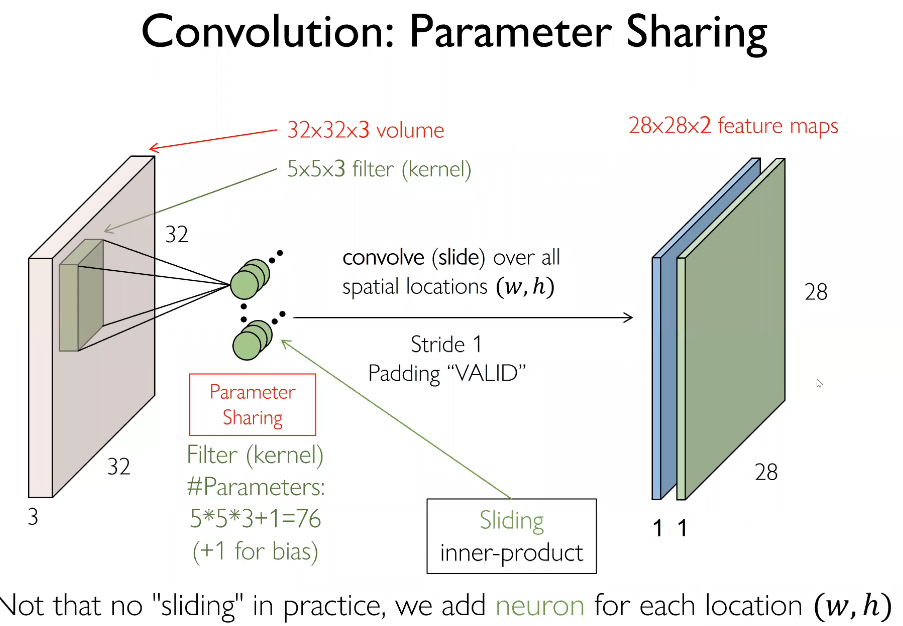 Convolution: Parameter Sharing
32x32x3 volume
28x28x2 feature maps
5x5x3 filter (kernel)
32
convolve (slide) over all
spatial locations (w, h)
28
Stride 1
Padding "VALID"
Parameter
Sharing
Filter (kernel)
#Parameters:
5*5*3+1=76
(+1 for bias)
32
28
3
Sliding
inner-product
1 1
Not that no "sliding" in practice, we add neuron for each location (w, h)